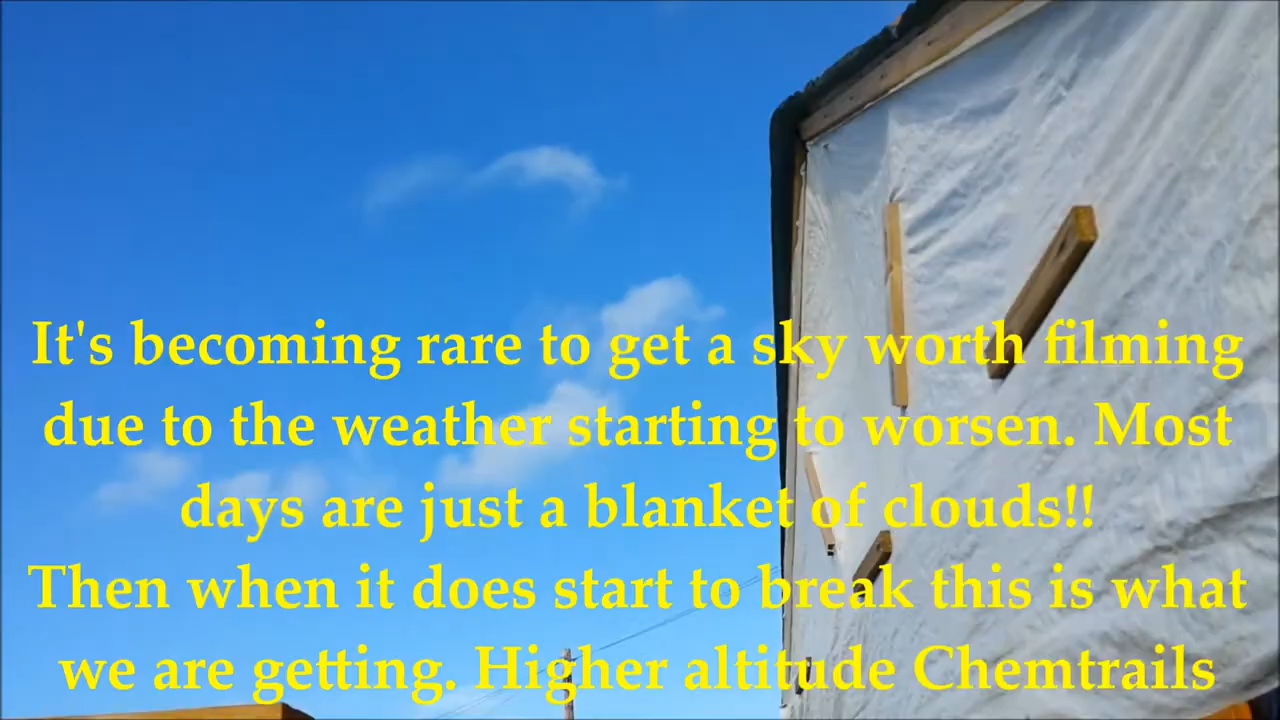 It's becoming rare to get a sky worth filming
due to the weather starting to worsen. Most
days are just a blanket of clouds!!
Then when it does start to break this is what
we are getting. Higher altitude Chemtrails